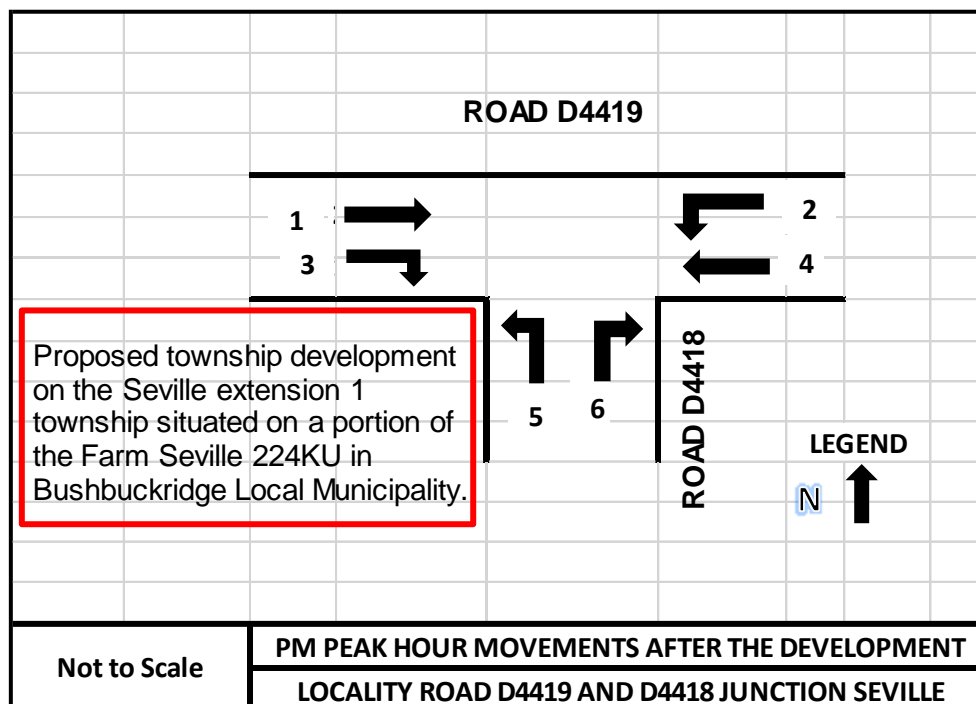 ROAD D4419
1
2
3
4
Proposed township development
on the Seville extension 1
township situated on a portion of
the Farm Seville 224KU in
Bushbuckridge Local Municipality.
5
6
ROAD D4418
LEGEND
N
Not to Scale
PM PEAK HOUR MOVEMENTS AFTER THE DEVELOPMENT
LOCALITY ROAD D4419 AND D4418 JUNCTION SEVILLE